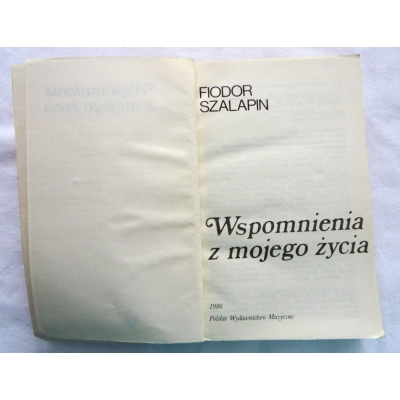 FIODOR
SZALAPIN
Wspomnienia
z mojego życia
1986
Polskie Wydawnictwo Muzyczne